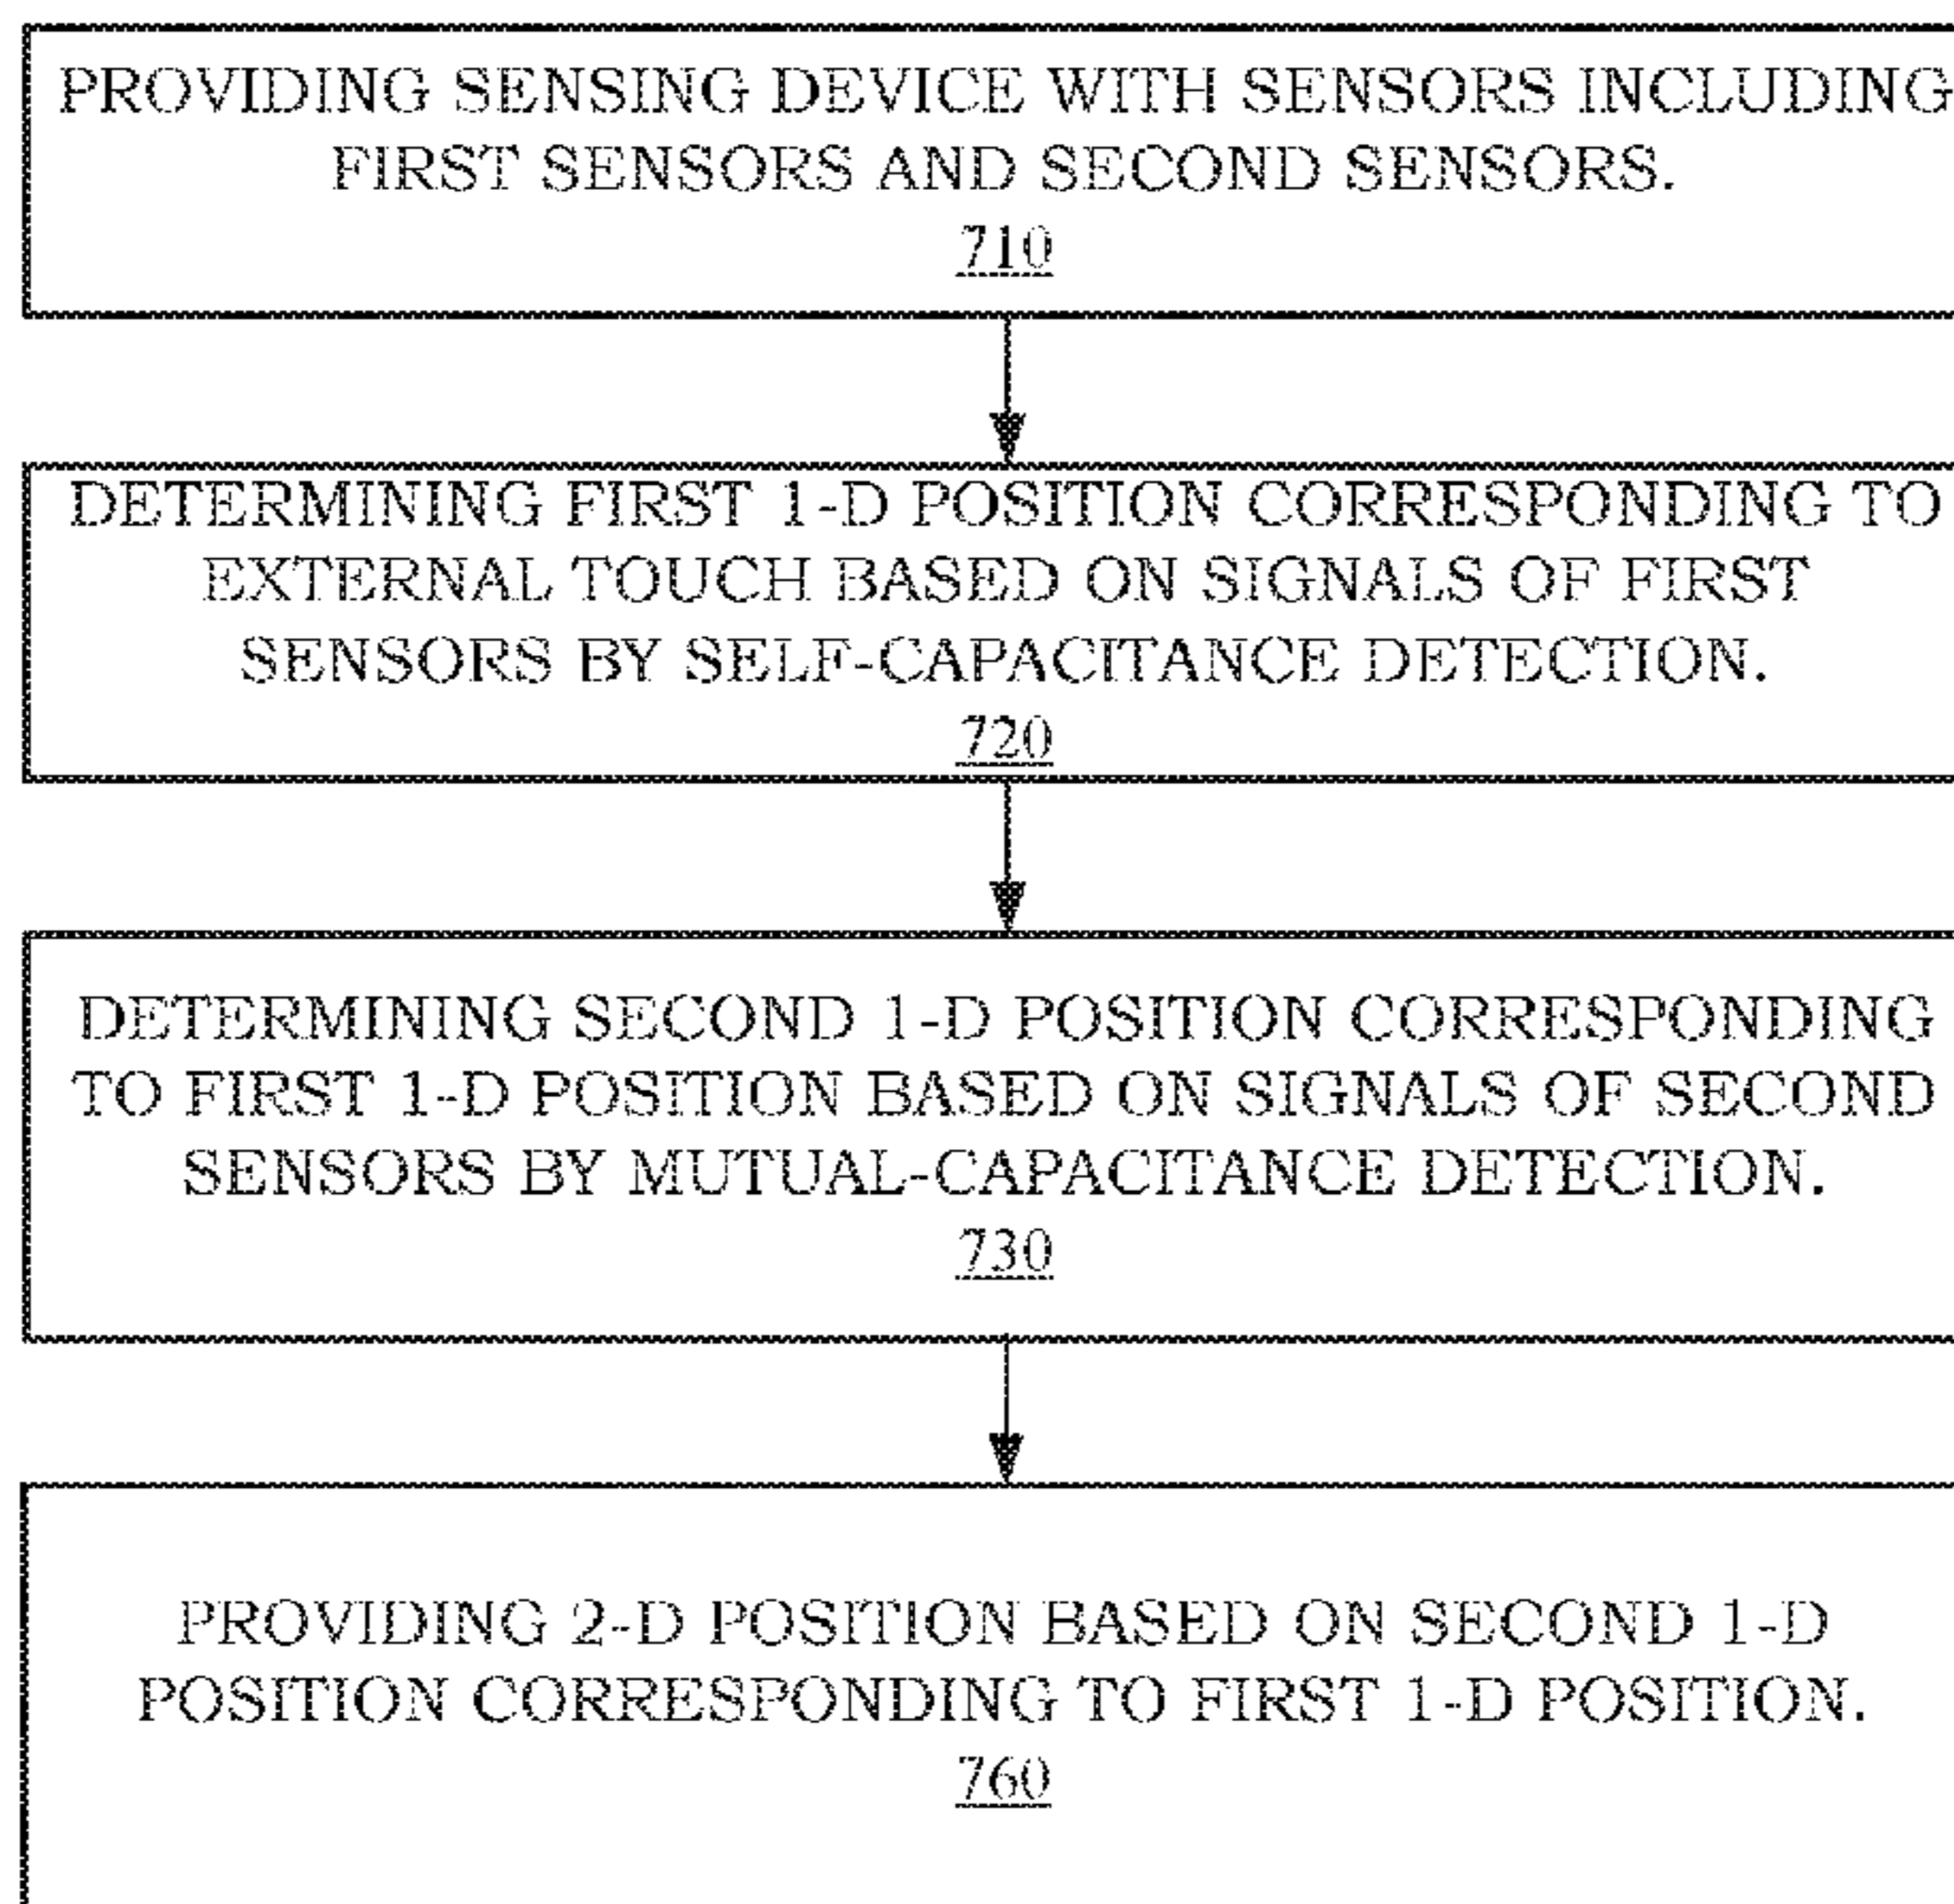 PROVIDING SENSING DEVICE WITH SENSORS INCLUDING
FIRST SENSORS AND SECOND SENSORS.
710
DETERMINING FIRST 1-D POSITION CORRESPONDING TO
EXTERNAL TOUCH BASED ON SIGNALS OF FIRST
SENSORS BY SELF-CAPACITANCE DETECTION.
720
DETERMINING SECOND 1-D POSITION CORRESPONDING
TO FIRST 1-D POSITION BASED ON SIGNALS OF SECOND
SENSORS BY MUTUAL-CAPACITANCE DETECTION.
730
PROVIDING 2-D POSITION BASED ON SECOND 1-D
POSITION CORRESPONDING TO FIRST 1-D POSITION.
760